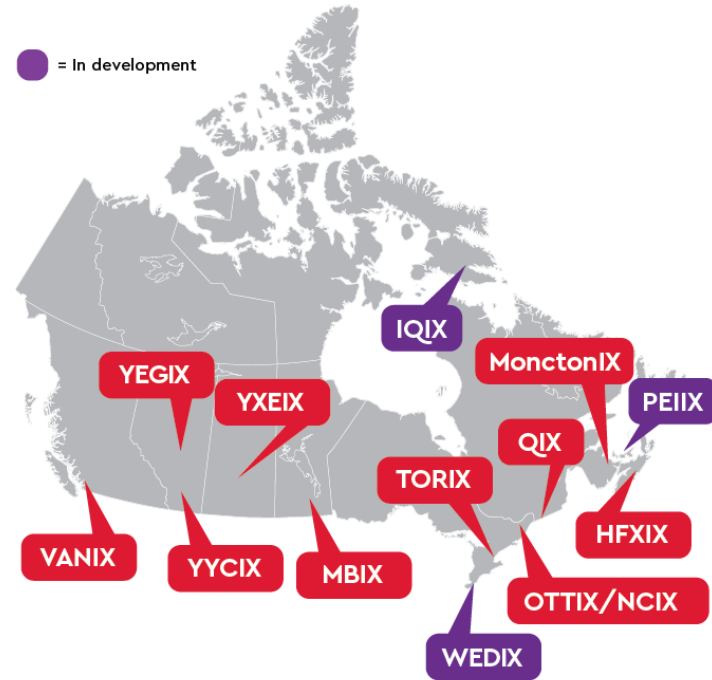 = In development
IQIX
YEGIX
MonctonIX
YXEIX
PEIIX
QIX
TORIX
HFXIX
VANIX
YYCIX
MBIX
OTTIX/NCIX
WEDIX